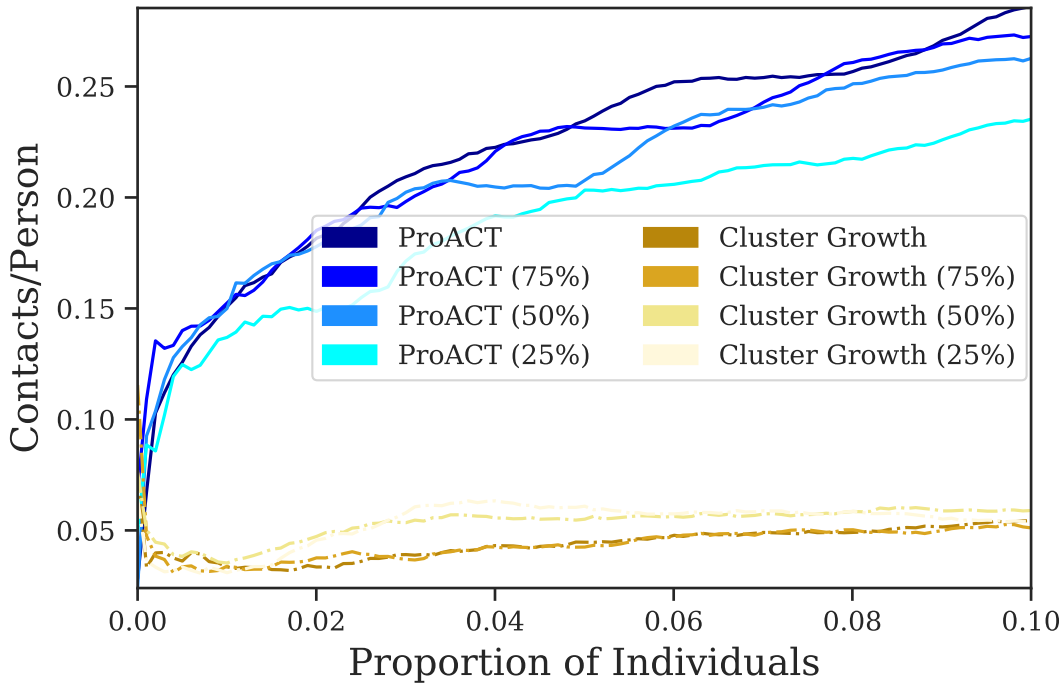 Contacts/Person
0.25
0.20
0.15
0.10
0.05
ProACT
ProACT (75%)
ProACT (50%)
ProACT (25%)
Cluster Growth
Cluster Growth (75%)
Cluster Growth (50%)
Cluster Growth (25%)
0.00 0.02 0.04 0.06 0.08 0.10
Proportion of Individuals